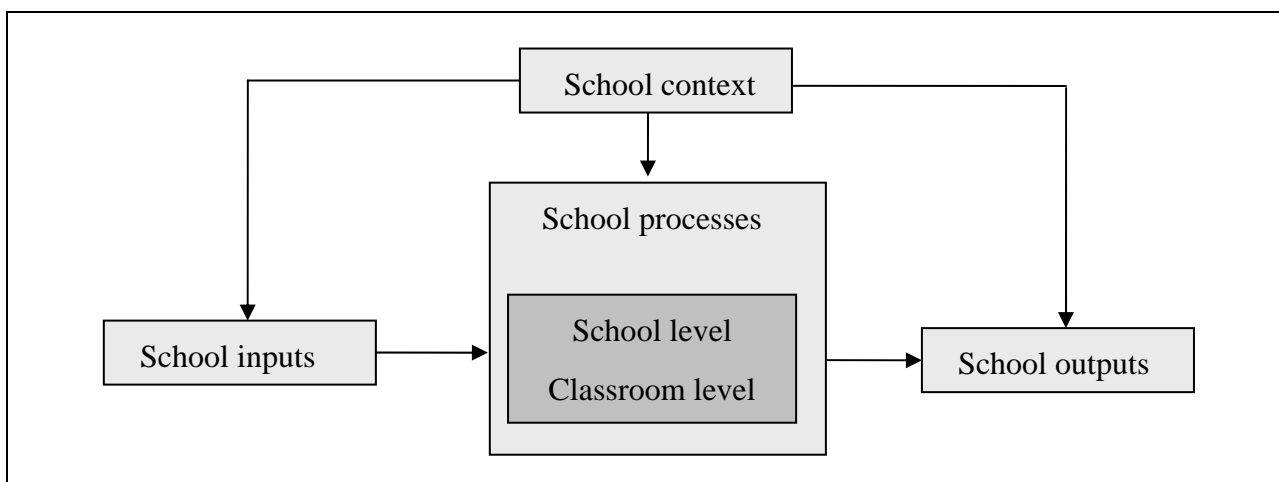 School context
School processes
School level
Classroom level
School inputs
School outputs